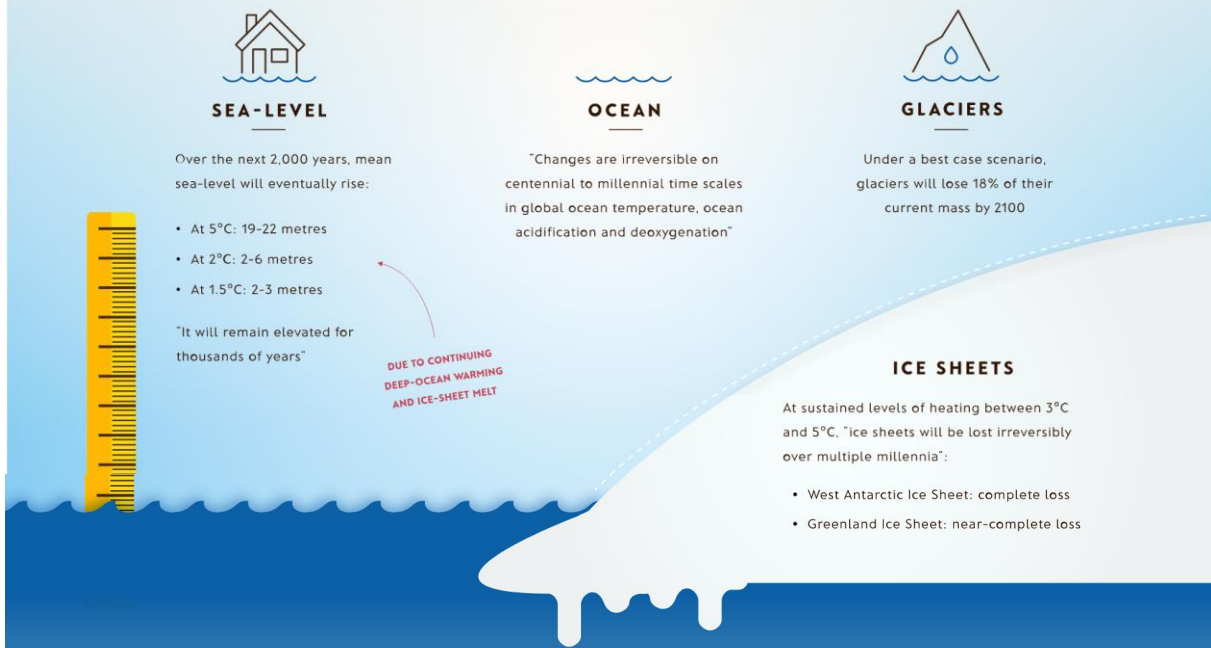 SEA-LEVEL
Over the next 2,000 years, mean
sea-level will eventually rise:
• At 5°C: 19-22 metres
• At 2°C: 2-6 metres
• At 1.5°C: 2-3 metres
"It will remain elevated for
thousands of years"
DUE TO CONTINUING
DEEP-OCEAN WARMING
AND ICE-SHEET MELT
OCEAN
"Changes are irreversible on
centennial to millennial time scales
in global ocean temperature, ocean
acidification and deoxygenation"
GLACIERS
Under a best case scenario,
glaciers will lose 18% of their
current mass by 2100
ICE SHEETS
At sustained levels of heating between 3°C
and 5°C, "ice sheets will be lost irreversibly
over multiple millennia":
• West Antarctic Ice Sheet: complete loss
• Greenland Ice Sheet: near-complete loss